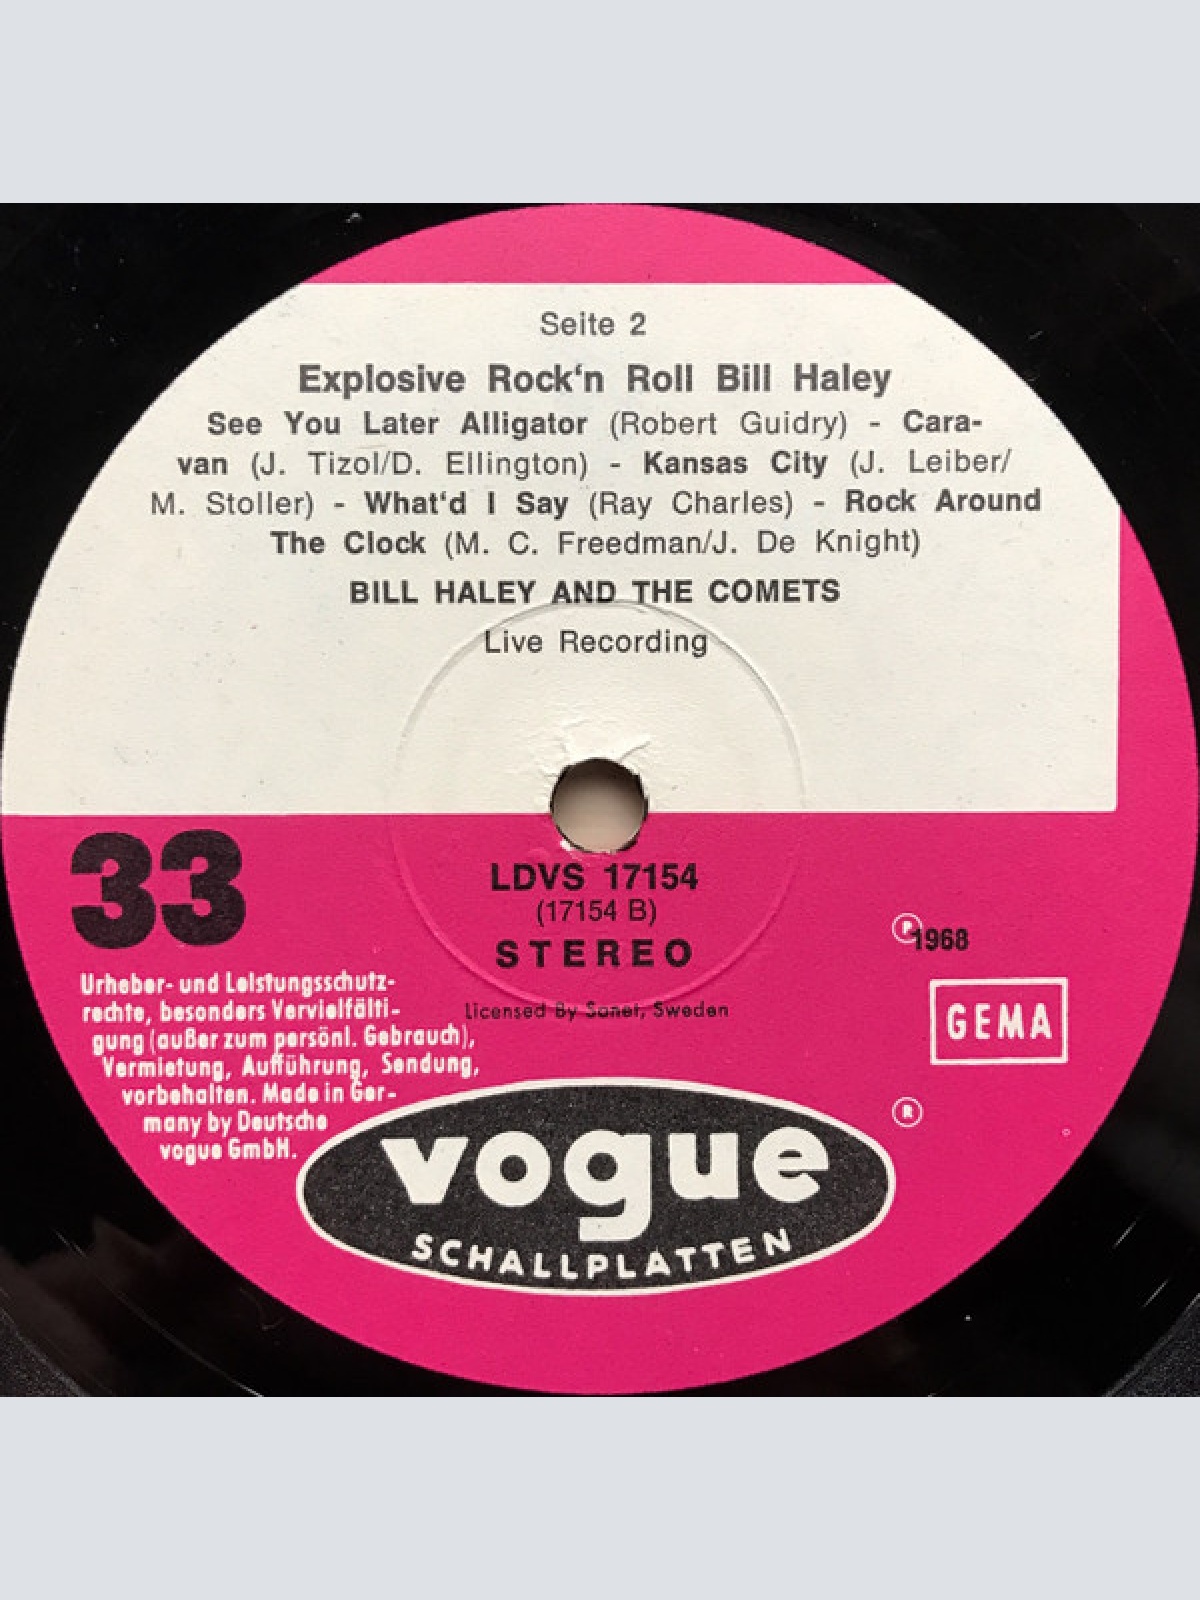 Seite 2
Explosive Rock‘n Roll Bill Haley
See You Later Alligator (Robert Guidry) - Cara-
van (J. Tizol/D. Ellington) - Kansas City (J. Leiber/
M. Stoller) - What‘d I Say (Ray Charles) - Rock Around
The Clock (M. C. Freedman/J. De Knight)
BILL HALEY AND THE COMETS
Live Recording
33
LDVS 17154
(17154 B)
STEREO
Licensed By Sonet, Sweden
℗1968
GEMA
®
Urheber- und Leistungsschutz-
rechte, besonders Vervielfälti-
gung (außer zum persönl. Gebrauch),
Vermietung, Aufführung, Sendung,
vorbehalten. Made in Ger-
many by Deutsche
vogue GmbH.
vogue
SCHALLPLATTEN